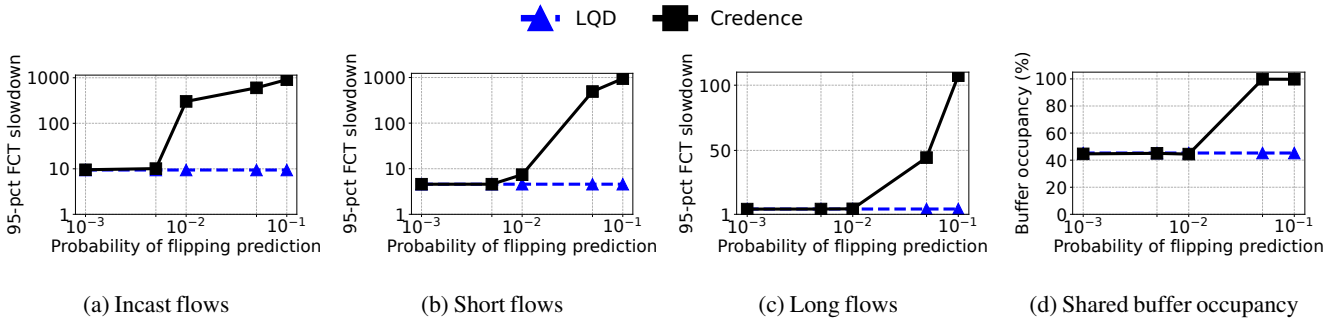 LQD Credence
95-pct FCT slowdown
1000
100
10
1
10⁻³ 10⁻² 10⁻¹
Probability of flipping prediction
(a) Incast flows
95-pct FCT slowdown
1000
100
10
1
10⁻³ 10⁻² 10⁻¹
Probability of flipping prediction
(b) Short flows
95-pct FCT slowdown
100
50
1
10⁻³ 10⁻² 10⁻¹
Probability of flipping prediction
(c) Long flows
Buffer occupancy (%)
100
80
60
40
20
0
10⁻³ 10⁻² 10⁻¹
Probability of flipping prediction
(d) Shared buffer occupancy